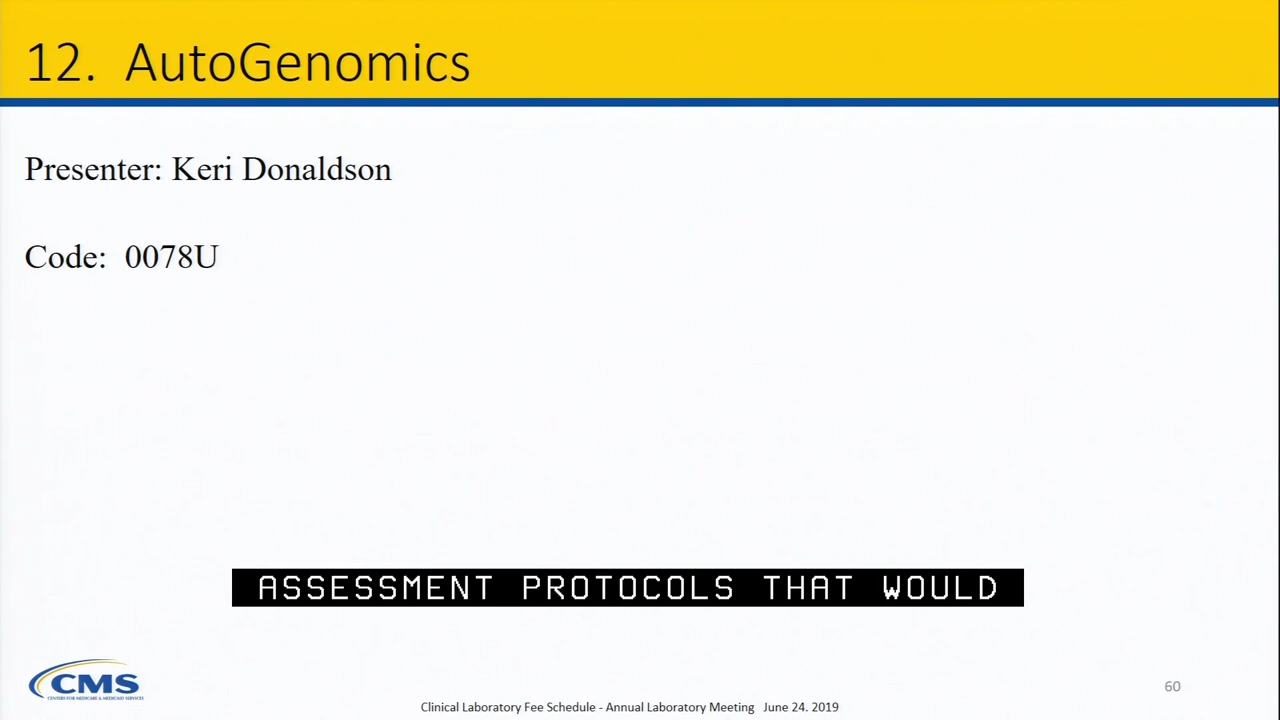 12. AutoGenomics
Presenter: Keri Donaldson
Code: 0078U
ASSESSMENT PROTOCOLS THAT WOULD
CMS
CENTERS FOR MEDICARE & MEDICAID SERVICES
60
Clinical Laboratory Fee Schedule - Annual Laboratory Meeting June 24. 2019